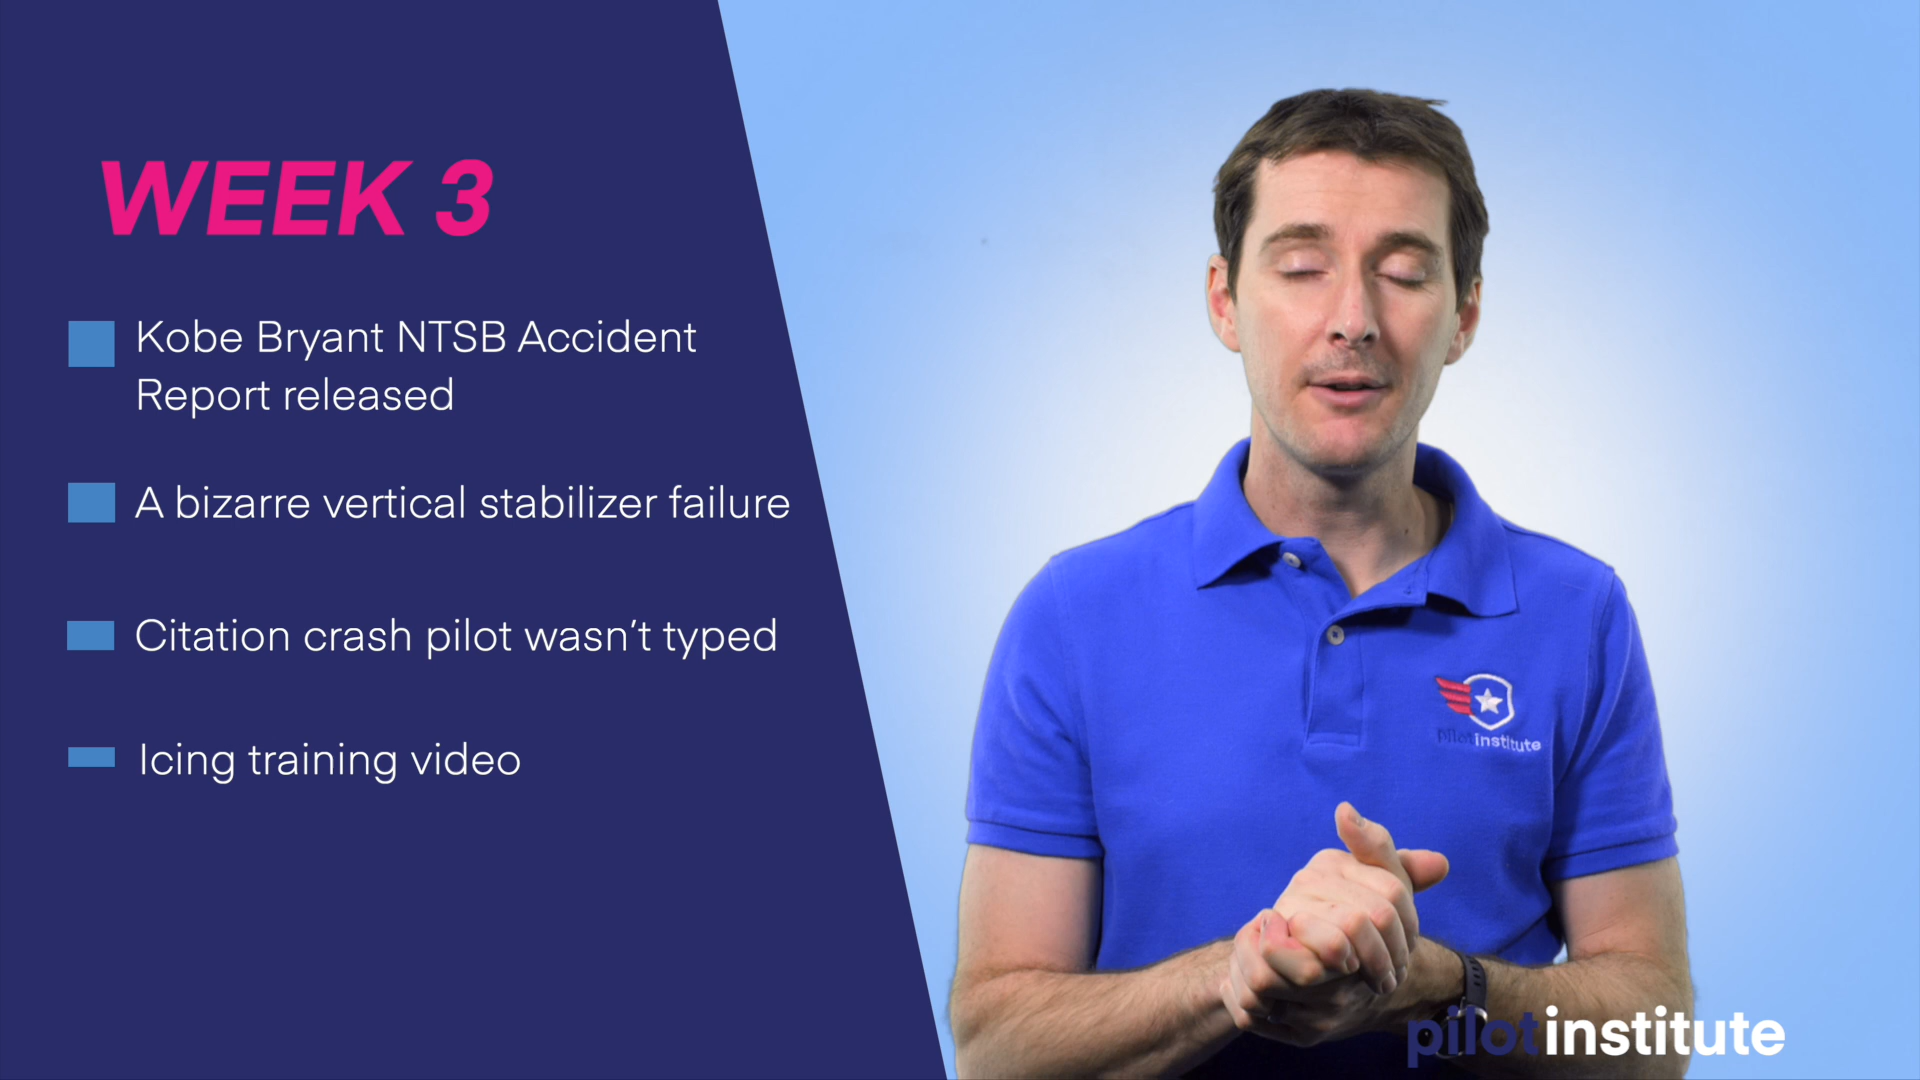 WEEK 3
Kobe Bryant NTSB Accident
Report released
A bizarre vertical stabilizer failure
Citation crash pilot wasn't typed
Icing training video
pilotinstitute
pilotinstitute